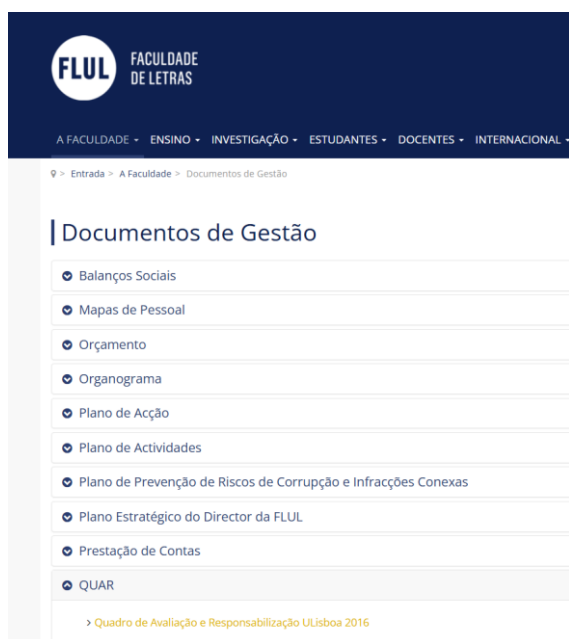 FLUL
FACULDADE
DE LETRAS
A FACULDADE ENSINO INVESTIGAÇÃO ESTUDANTES DOCENTES INTERNACIONAL
> Entrada > A Faculdade > Documentos de Gestão
Documentos de Gestão
Balanços Sociais
Mapas de Pessoal
Orçamento
Organograma
Plano de Acção
Plano de Actividades
Plano de Prevenção de Riscos de Corrupção e Infracções Conexas
Plano Estratégico do Director da FLUL
Prestação de Contas
QUAR
> Quadro de Avaliação e Responsabilização ULisboa 2016